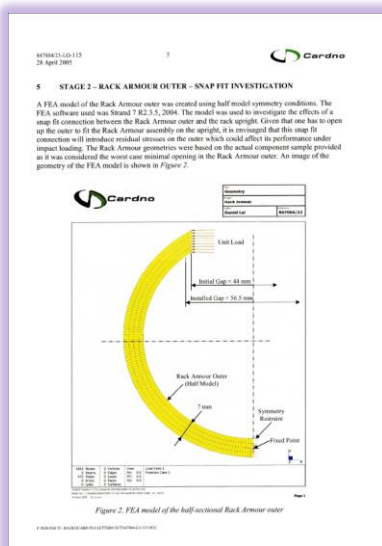 847004/23-LO-115
5
Cardno
28 April 2005
5 STAGE 2 – RACK ARMOUR OUTER – SNAP FIT INVESTIGATION
A FEA model of the Rack Armour outer was created using half model symmetry conditions. The
FEA software used was Strand 7 R2.3.5, 2004. The model was used to investigate the effects of a
snap fit connection between the Rack Armour outer and the rack upright. Given that one has to open
up the outer to fit the Rack Armour assembly on the upright, it is envisaged that this snap fit
connection will introduce residual stresses on the outer which could affect its performance under
impact loading. The Rack Armour geometries were based on the actual component sample provided
as it was considered the worst case minimal opening in the Rack Armour outer. An image of the
geometry of the FEA model is shown in Figure 2.
Cardno
Geometry
Rack Armour
Daniel Lai
847004/23
Unit Load
Initial Gap = 44 mm
Installed Gap = 56.5 mm
Rack Armour Outer
(Half Model)
7 mm
Symmetry
Restraint
Fixed Point
Page 1
Figure 2. FEA model of the half-sectional Rack Armour outer